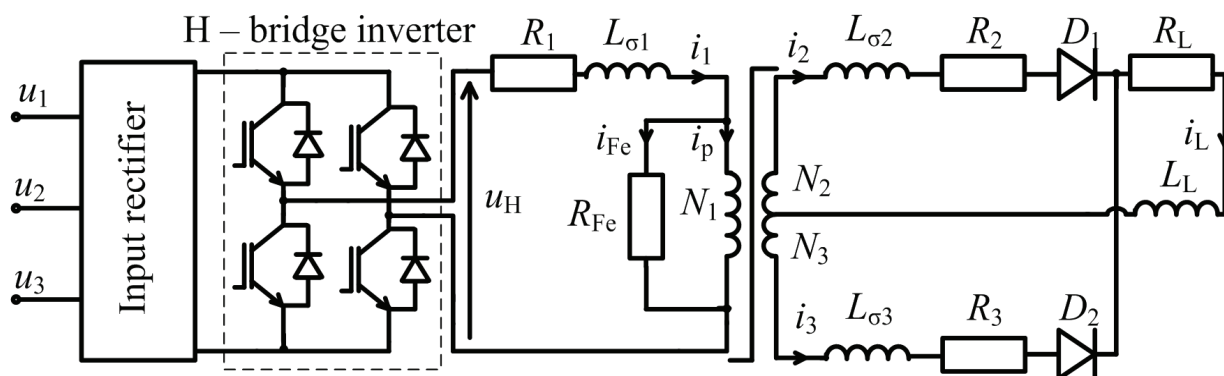 H – bridge inverter
R1
Lσ1
i1
i2
Lσ2
R2
D1
RL
u1
u2
u3
Input rectifier
uH
iFe
ip
RFe
N1
N2
N3
iL
LL
i3
Lσ3
R3
D2